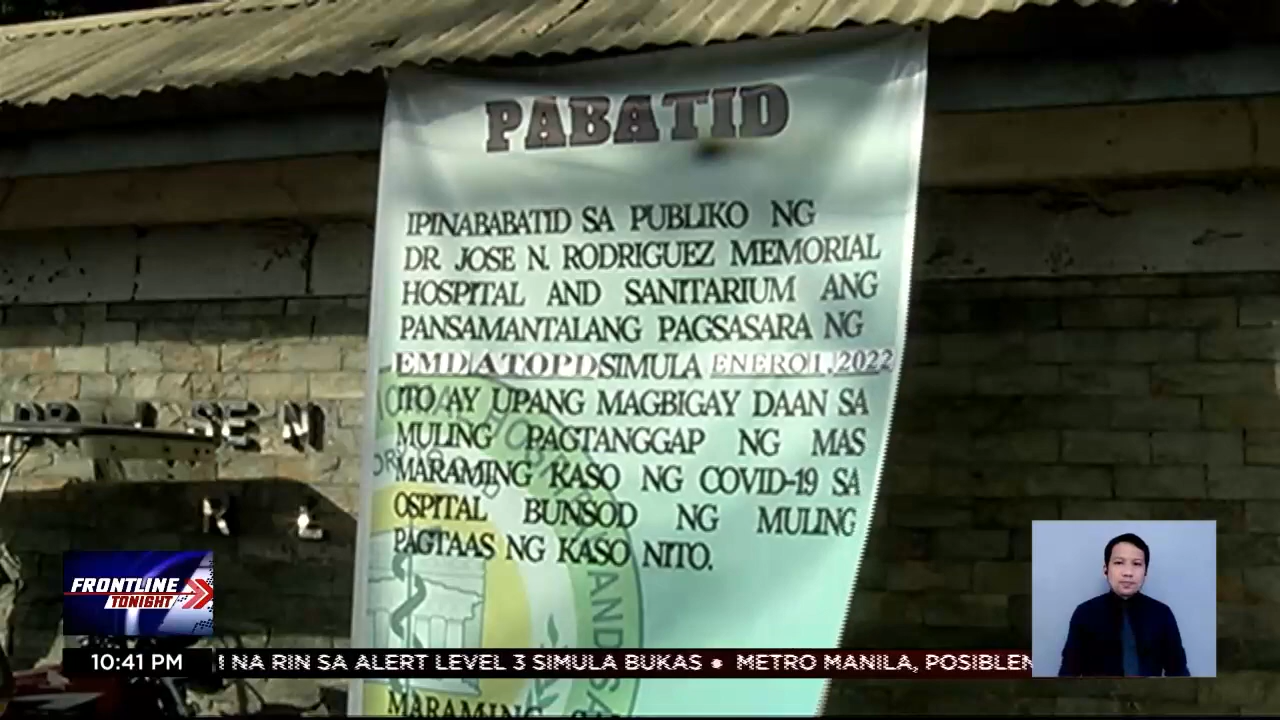 PABATID
IPINABABATID SA PUBLIKO NG
DR. JOSE N. RODRIGUEZ MEMORIAL
HOSPITAL AND SANITARIUM ANG
PANSAMANTALANG PAGSASARA NG
EMD AT OPD SIMULA ENERO 1, 2022
ITO AY UPANG MAGBIGAY DAAN SA
MULING PAGTANGGAP NG MAS
MARAMING KASO NG COVID-19 SA
OSPITAL BUNSOD NG MULING
PAGTAAS NG KASO NITO.
MARAMING
SE N
FRONTLINE
TONIGHT
10:41 PM
NA RIN SA ALERT LEVEL 3 SIMULA BUKAS • METRO MANILA, POSIBLEN